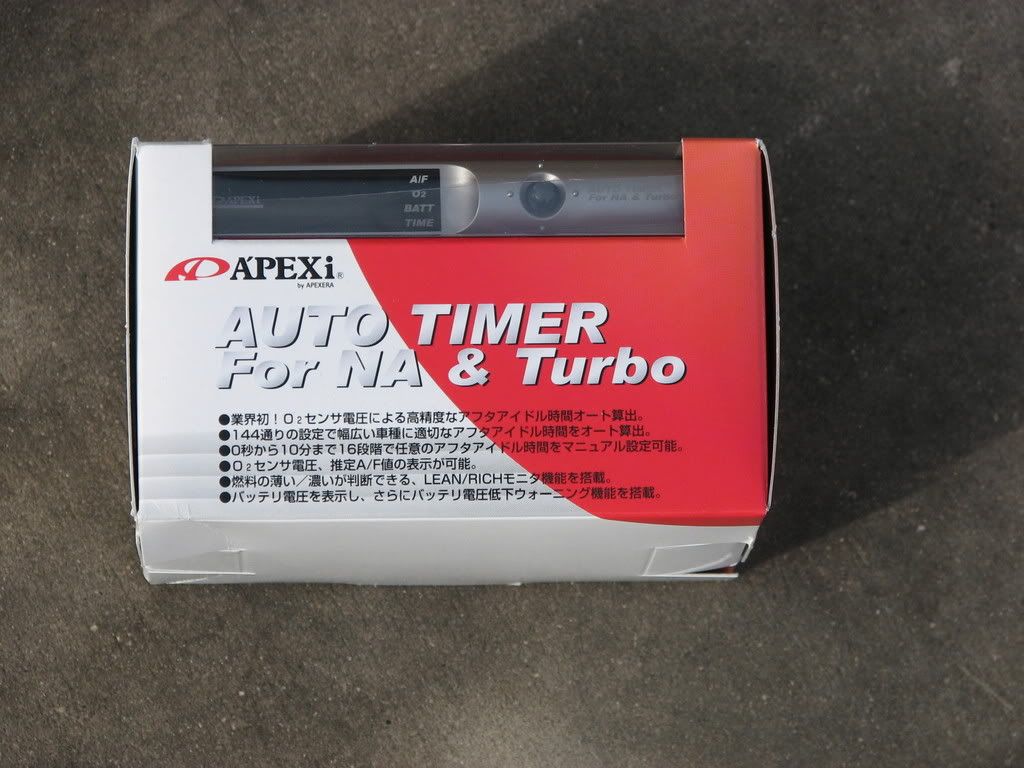 A/F
O2
APEXi
BATT
TIME
AUTO TIMER
For NA & Turbo
A'PEXi®
by APEXERA
AUTO TIMER
For NA & Turbo
●業界初！O2センサ電圧による高精度なアフタアイドル時間オート算出。
●144通りの設定で幅広い車種に適切なアフタアイドル時間をオート算出。
●0秒から10分まで16段階で任意のアフタアイドル時間をマニュアル設定可能。
●O2センサ電圧、推定A/F値の表示が可能。
●燃料の薄い／濃いが判断できる、LEAN/RICHモニタ機能を搭載。
●バッテリ電圧を表示し、さらにバッテリ電圧低下ウォーニング機能を搭載。